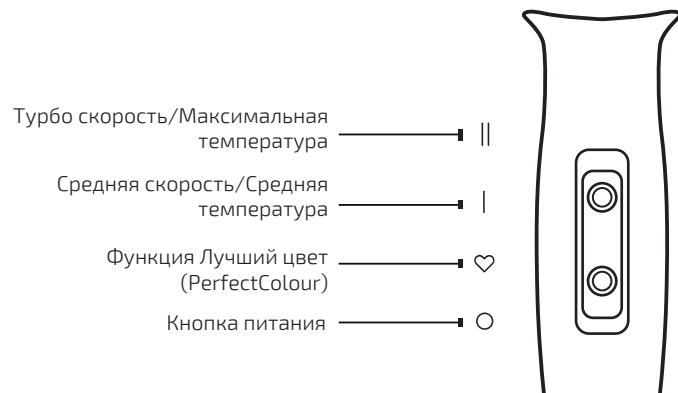 Турбо скорость/Максимальная
температура
Средняя скорость/Средняя
температура
Функция Лучший цвет
(PerfectColour)
Кнопка питания